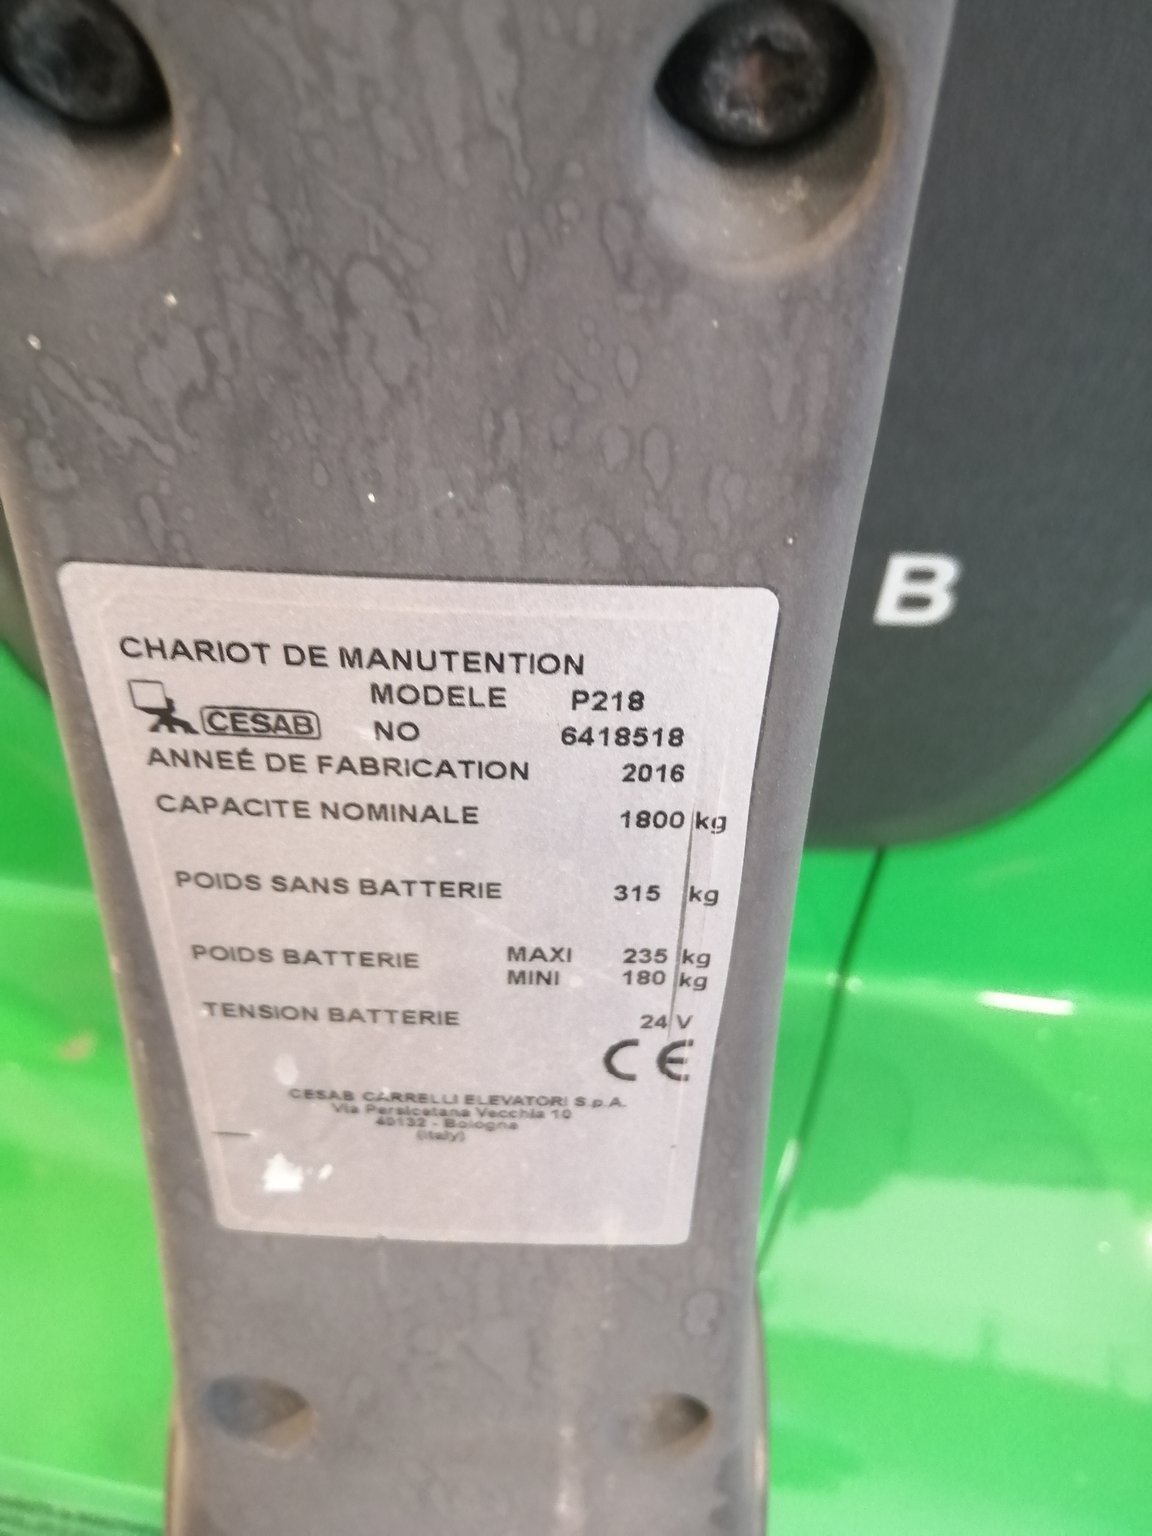 B
CHARIOT DE MANUTENTION
MODELE P218
CESAB NO 6418518
ANNEÉ DE FABRICATION 2016
CAPACITE NOMINALE 1800 kg
POIDS SANS BATTERIE 315 kg
POIDS BATTERIE MAXI 235 kg
MINI 180 kg
TENSION BATTERIE 24 V
CE
CESAB CARRELLI ELEVATORI S.p.A.
Via Persicetana Vecchia 10
40132 - Bologna
(Italy)